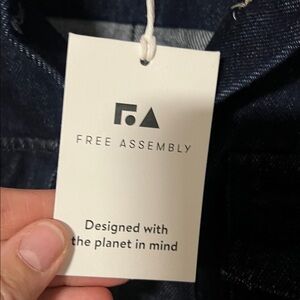 FREE ASSEMBLY
Designed with
the planet in mind